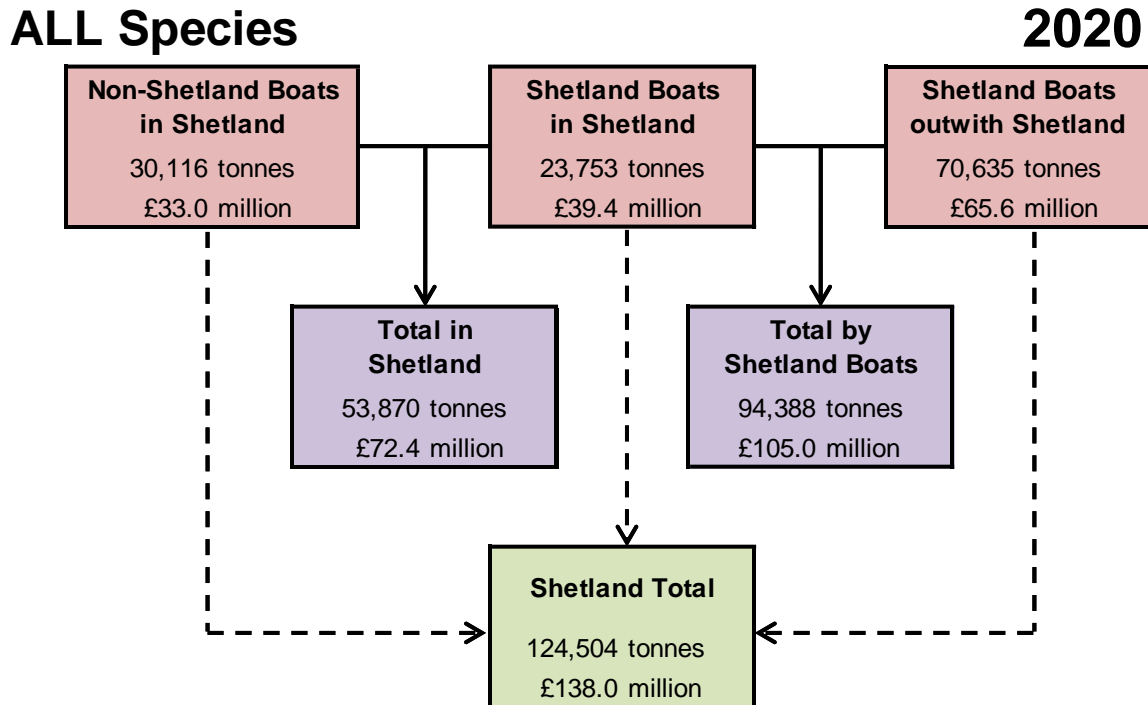 ALL Species
2020
Non-Shetland Boats
in Shetland
30,116 tonnes
£33.0 million
Shetland Boats
in Shetland
23,753 tonnes
£39.4 million
Shetland Boats
outwith Shetland
70,635 tonnes
£65.6 million
Total in
Shetland
53,870 tonnes
£72.4 million
Total by
Shetland Boats
94,388 tonnes
£105.0 million
Shetland Total
124,504 tonnes
£138.0 million